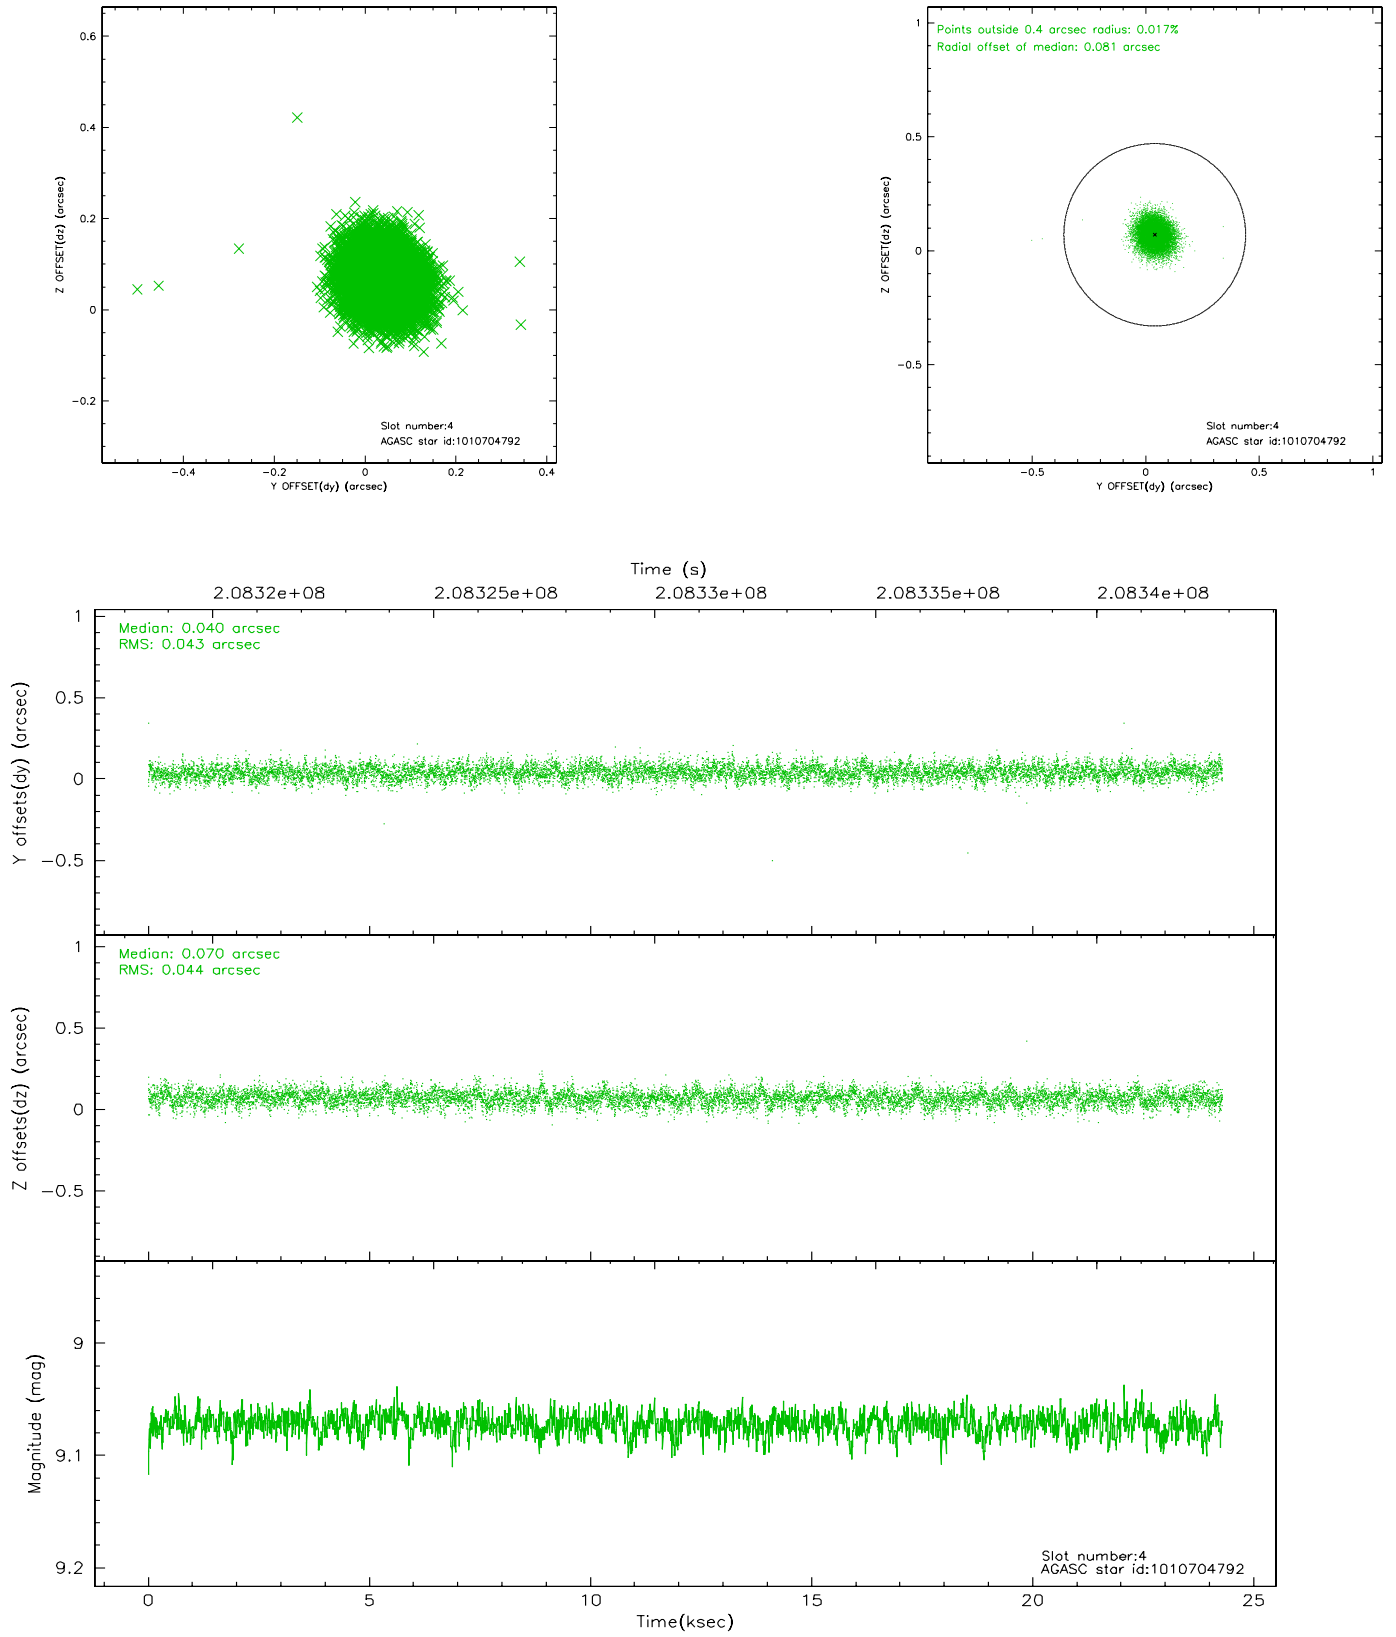 0.6
0.4
0.2
0
-0.2
Z OFFSET(dz) (arcsec)
Slot number:4
AGASC star id:1010704792
-0.4 -0.2 0 0.2 0.4
Y OFFSET(dy) (arcsec)
Points outside 0.4 arcsec radius: 0.017%
Radial offset of median: 0.081 arcsec
1
0.5
0
-0.5
Z OFFSET(dz) (arcsec)
Slot number:4
AGASC star id:1010704792
-0.5 0 0.5 1
Y OFFSET(dy) (arcsec)
Time (s)
2.0832e+08 2.08325e+08 2.0833e+08 2.08335e+08 2.0834e+08
Median: 0.040 arcsec
RMS: 0.043 arcsec
1
0.5
0
-0.5
Y offsets(dy) (arcsec)
Median: 0.070 arcsec
RMS: 0.044 arcsec
1
0.5
0
-0.5
Z offsets(dz) (arcsec)
9
9.1
9.2
Magnitude (mag)
Slot number:4
AGASC star id:1010704792
0 5 10 15 20 25
Time(ksec)